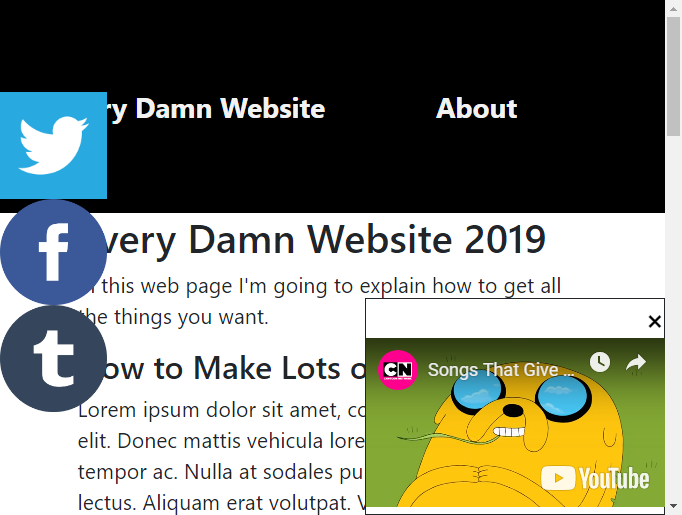 ry Damn Website
About
very Damn Website 2019
this web page I'm going to explain how to get all
the things you want.
ow to Make Lots o
Lorem ipsum dolor sit amet, co
elit. Donec mattis vehicula lore
tempor ac. Nulla at sodales pu
lectus. Aliquam erat volutpat. V
CN
Songs That Give ...
YouTube